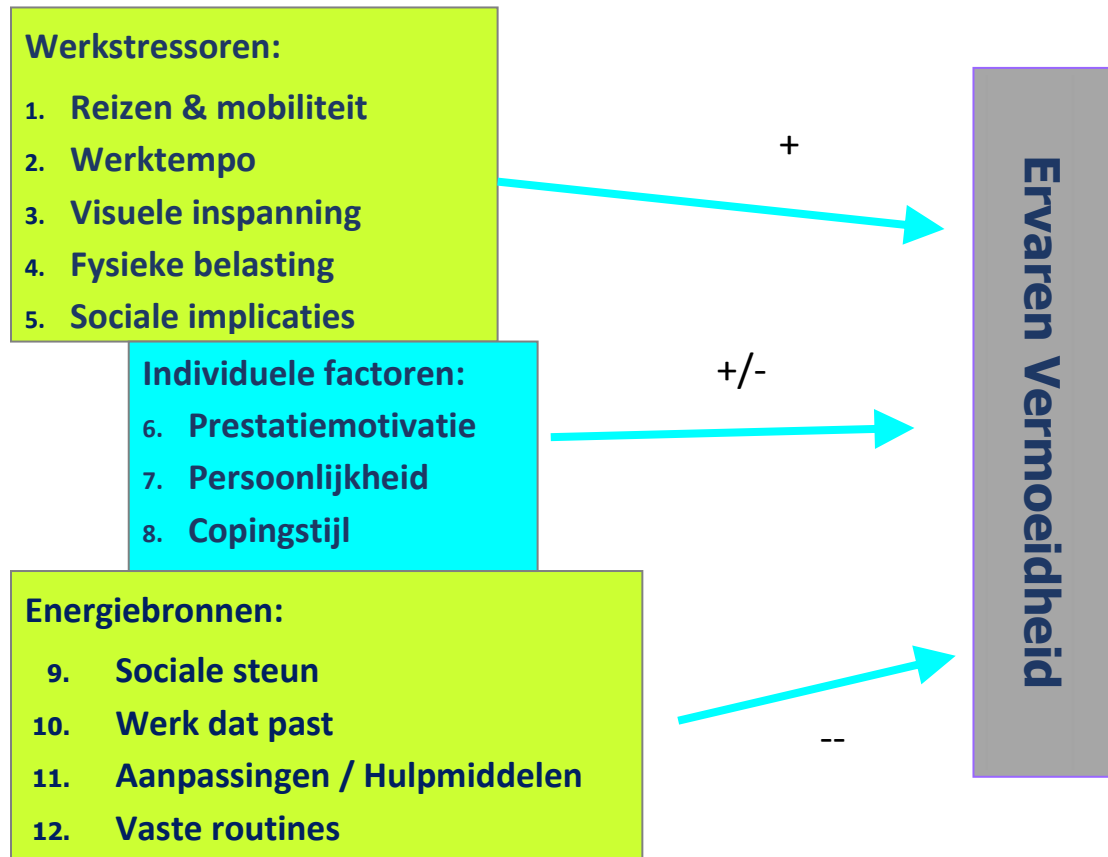 Werkstressoren:
1. Reizen & mobiliteit
2. Werktempo
3. Visuele inspanning
4. Fysieke belasting
5. Sociale implicaties
+
Individuele factoren:
6. Prestatiemotivatie
7. Persoonlijkheid
8. Copingstijl
+/-
Energiebronnen:
9. Sociale steun
10. Werk dat past
11. Aanpassingen / Hulpmiddelen
12. Vaste routines
--
Ervaren Vermoeidheid